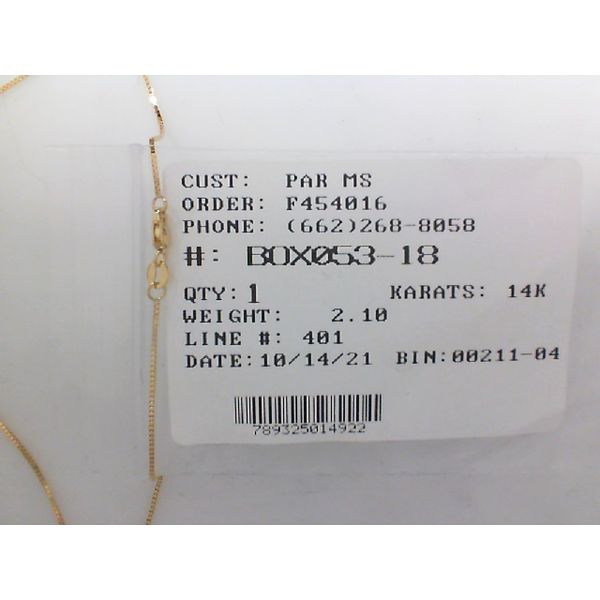 CUST: PAR MS
ORDER: F454016
PHONE: (662)268-8058
#: BOX053-18
QTY: 1 KARATS: 14K
WEIGHT: 2.10
LINE #: 401
DATE: 10/14/21 BIN:00211-04
789325014922